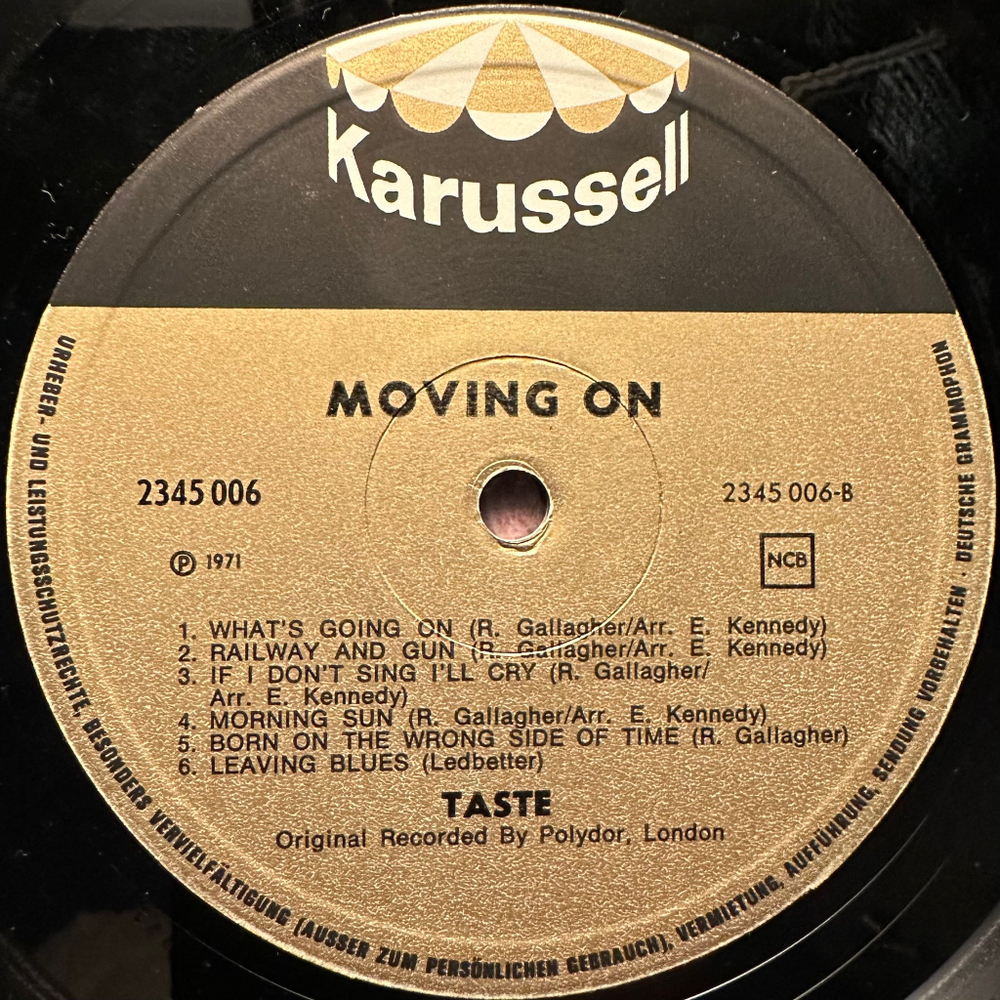 Karussell
MOVING ON
2345 006
2345 006-B
Ⓟ 1971
NCB
1. WHAT'S GOING ON (R. Gallagher/Arr. E. Kennedy)
2. RAILWAY AND GUN (R. Gallagher/Arr. E. Kennedy)
3. IF I DON'T SING I'LL CRY (R. Gallagher/
Arr. E. Kennedy)
4. MORNING SUN (R. Gallagher/Arr. E. Kennedy)
5. BORN ON THE WRONG SIDE OF TIME (R. Gallagher)
6. LEAVING BLUES (Ledbetter)
TASTE
Original Recorded By Polydor, London
URHEBER- UND LEISTUNGSSCHUTZRECHTE, BESONDERS VERVIELFÄLTIGUNG (AUSSER ZUM PERSÖNLICHEN GEBRAUCH), VERMIETUNG, AUFFÜHRUNG, SENDUNG VORBEHALTEN · DEUTSCHE GRAMMOPHON